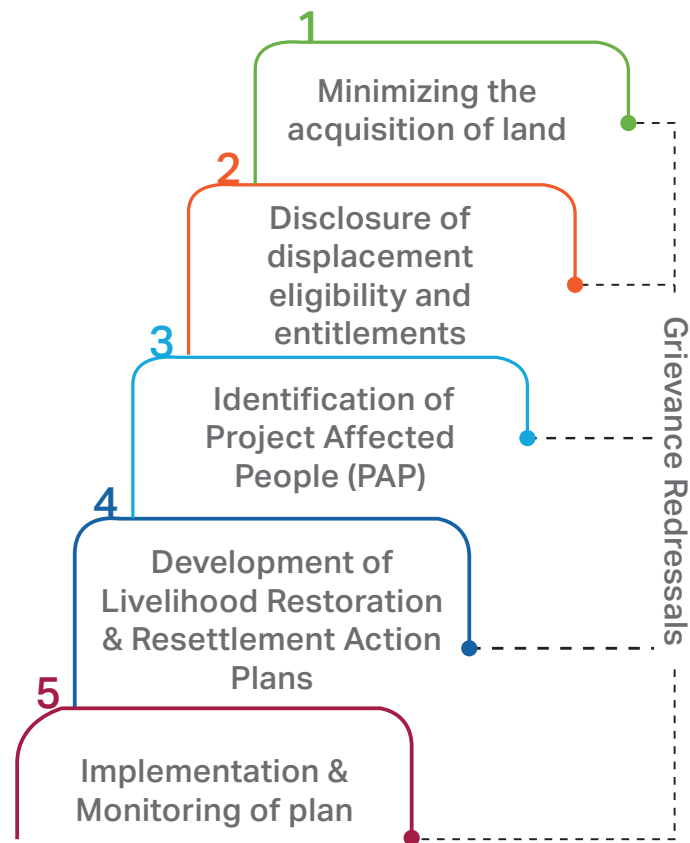 1
Minimizing the
acquisition of land
2
Disclosure of
displacement
eligibility and
entitlements
3
Identification of
Project Affected
People (PAP)
4
Development of
Livelihood Restoration
& Resettlement Action
Plans
5
Implementation &
Monitoring of plan
Grievance Redressals